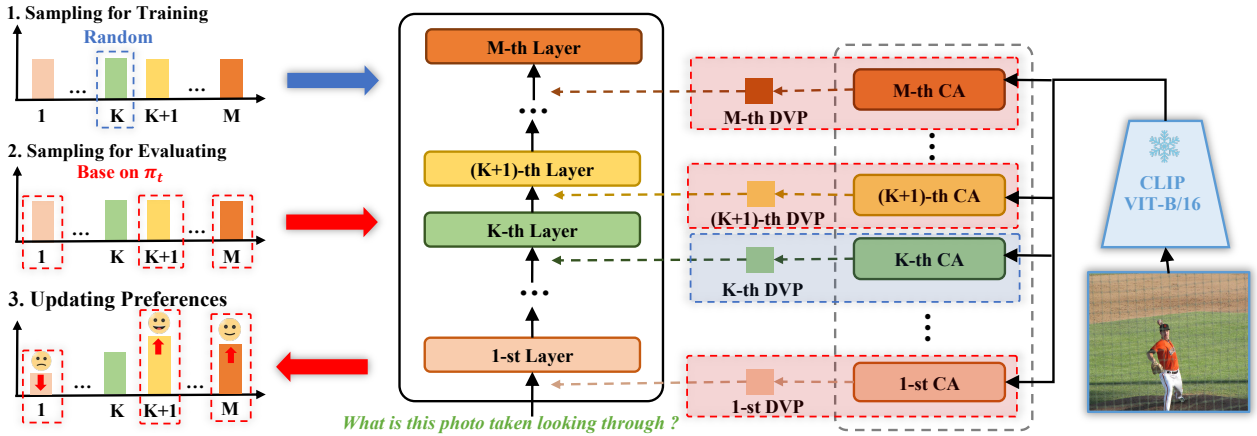 1. Sampling for Training
Random
... ... 
1 K K+1 M
2. Sampling for Evaluating
Base on π_t
... ...
1 K K+1 M
3. Updating Preferences
... ...
1 K K+1 M
M-th Layer
...
(K+1)-th Layer
K-th Layer
...
1-st Layer
What is this photo taken looking through ?
M-th CA
M-th DVP
...
(K+1)-th CA
(K+1)-th DVP
K-th CA
K-th DVP
...
1-st CA
1-st DVP
CLIP
VIT-B/16